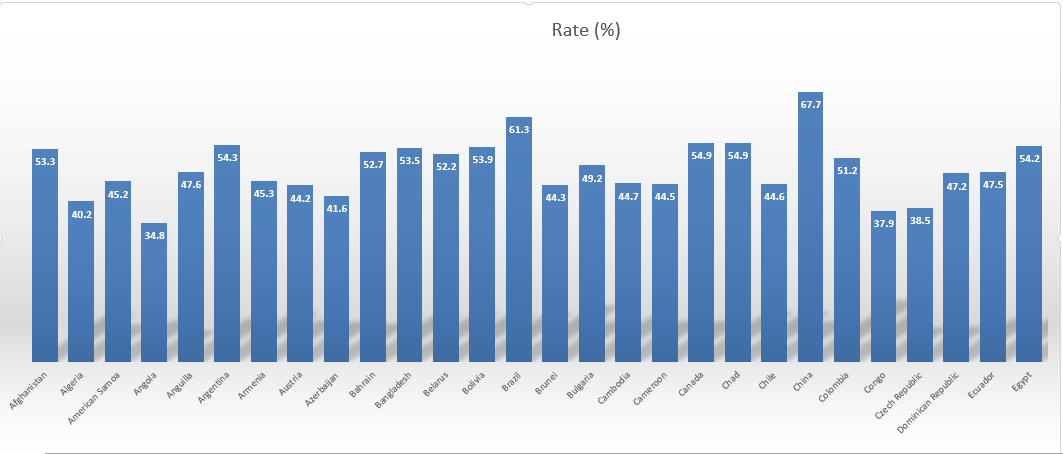 Rate (%)
53.3
40.2
45.2
34.8
47.6
54.3
45.3
44.2
41.6
52.7
53.5
52.2
53.9
61.3
44.3
49.2
44.7
44.5
54.9
54.9
44.6
67.7
51.2
37.9
38.5
47.2
47.5
54.2
Afghanistan
Algeria
American Samoa
Angola
Anguilla
Argentina
Armenia
Austria
Azerbaijan
Bahrain
Bangladesh
Belarus
Bolivia
Brazil
Brunei
Bulgaria
Cambodia
Cameroon
Canada
Chad
Chile
China
Colombia
Congo
Czech Republic
Dominican Republic
Ecuador
Egypt